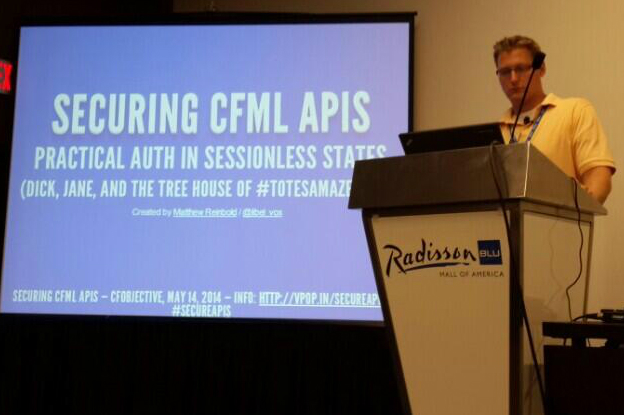 EX
SECURING CFML APIS
PRACTICAL AUTH IN SESSIONLESS STATES
(DICK, JANE, AND THE TREE HOUSE OF #TOTESAMAZE
Created by Matthew Reinbold / @libel_vox
SECURING CFML APIS – CFOBJECTIVE, MAY 14, 2014 – INFO: HTTP://VPOP.IN/SECUREAP
#SECUREAPIS
Radisson BLU
MALL OF AMERICA